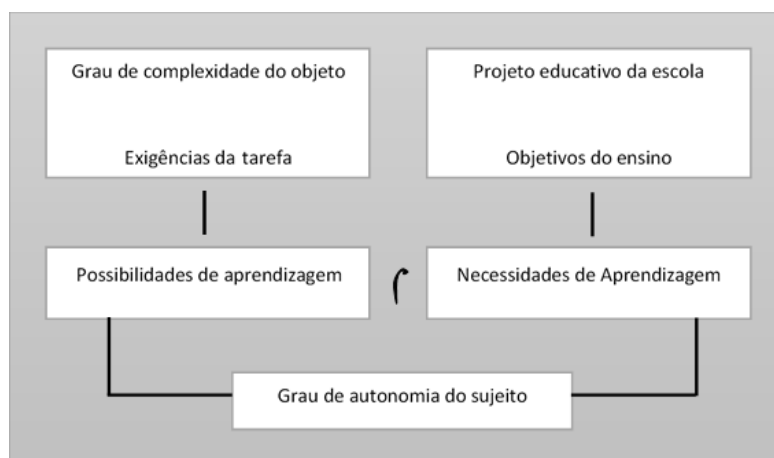 Grau de complexidade do objeto
Exigências da tarefa
Projeto educativo da escola
Objetivos do ensino
Possibilidades de aprendizagem
Necessidades de Aprendizagem
Grau de autonomia do sujeito